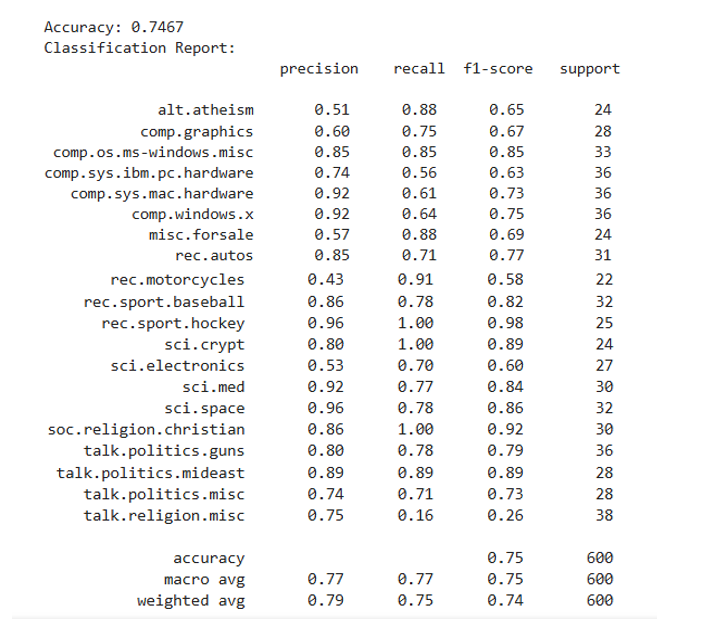 Accuracy: 0.7467
Classification Report:
precision recall f1-score support
alt.atheism 0.51 0.88 0.65 24
comp.graphics 0.60 0.75 0.67 28
comp.os.ms-windows.misc 0.85 0.85 0.85 33
comp.sys.ibm.pc.hardware 0.74 0.56 0.63 36
comp.sys.mac.hardware 0.92 0.61 0.73 36
comp.windows.x 0.92 0.64 0.75 36
misc.forsale 0.57 0.88 0.69 24
rec.autos 0.85 0.71 0.77 31
rec.motorcycles 0.43 0.91 0.58 22
rec.sport.baseball 0.86 0.78 0.82 32
rec.sport.hockey 0.96 1.00 0.98 25
sci.crypt 0.80 1.00 0.89 24
sci.electronics 0.53 0.70 0.60 27
sci.med 0.92 0.77 0.84 30
sci.space 0.96 0.78 0.86 32
soc.religion.christian 0.86 1.00 0.92 30
talk.politics.guns 0.80 0.78 0.79 36
talk.politics.mideast 0.89 0.89 0.89 28
talk.politics.misc 0.74 0.71 0.73 28
talk.religion.misc 0.75 0.16 0.26 38
accuracy 0.75 600
macro avg 0.77 0.77 0.75 600
weighted avg 0.79 0.75 0.74 600